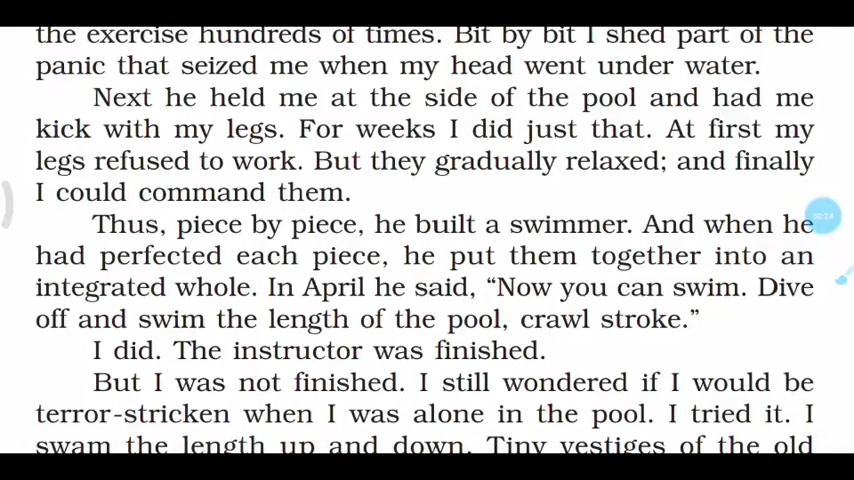 the exercise hundreds of times. Bit by bit I shed part of the
panic that seized me when my head went under water.
Next he held me at the side of the pool and had me
kick with my legs. For weeks I did just that. At first my
legs refused to work. But they gradually relaxed; and finally
I could command them.
Thus, piece by piece, he built a swimmer. And when he
had perfected each piece, he put them together into an
integrated whole. In April he said, “Now you can swim. Dive
off and swim the length of the pool, crawl stroke.”
I did. The instructor was finished.
But I was not finished. I still wondered if I would be
terror-stricken when I was alone in the pool. I tried it. I
swam the length up and down. Tiny vestiges of the old